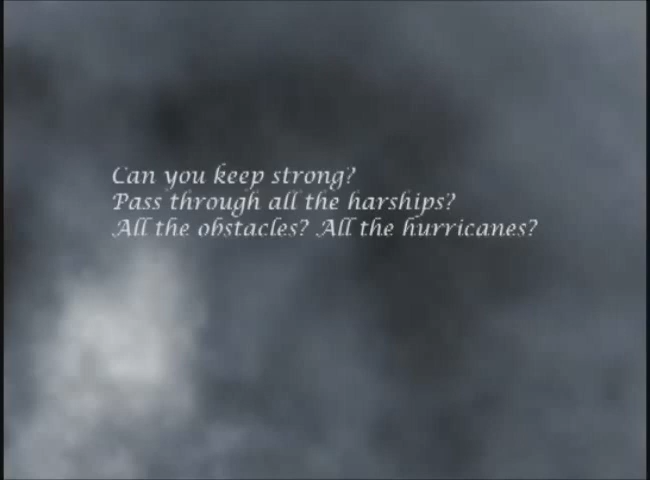 Can you keep strong?
Pass through all the harships?
All the obstacles? All the hurricanes?